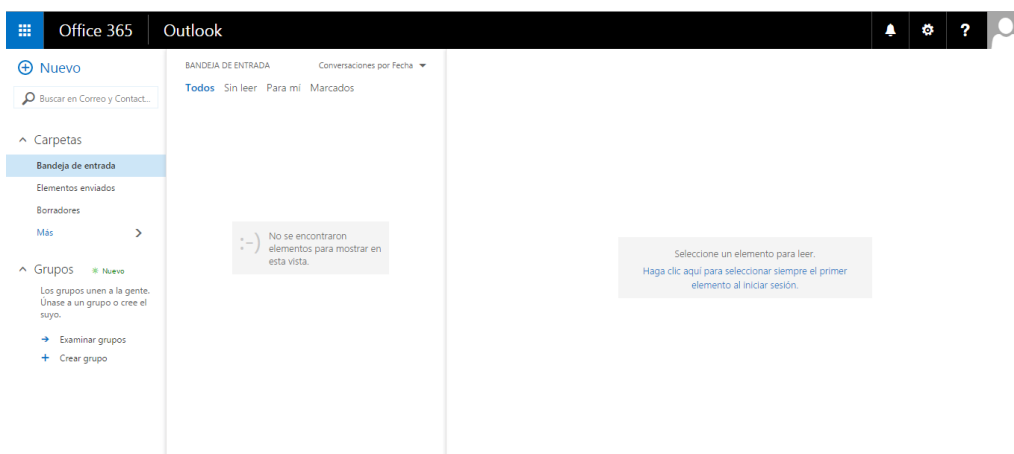 Office 365
Outlook
?
Nuevo
Buscar en Correo y Contact...
Carpetas
Bandeja de entrada
Elementos enviados
Borradores
Más
Grupos
Nuevo
Los grupos unen a la gente.
Únase a un grupo o cree el
suyo.
Examinar grupos
Crear grupo
BANDEJA DE ENTRADA
Conversaciones por Fecha
Todos Sin leer Para mí Marcados
:-)
No se encontraron
elementos para mostrar en
esta vista.
Seleccione un elemento para leer.
Haga clic aquí para seleccionar siempre el primer
elemento al iniciar sesión.